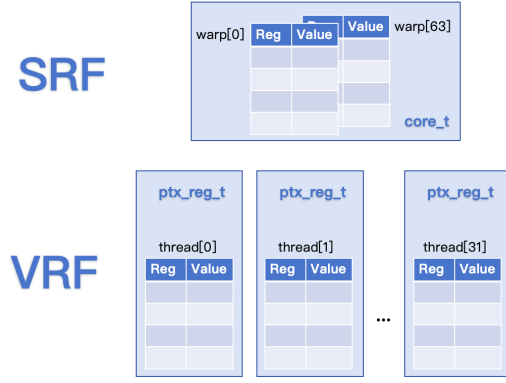 SRF
warp[0]
Reg Value
Value
warp[63]
core_t
VRF
ptx_reg_t
thread[0]
Reg Value
ptx_reg_t
thread[1]
Reg Value
...
ptx_reg_t
thread[31]
Reg Value